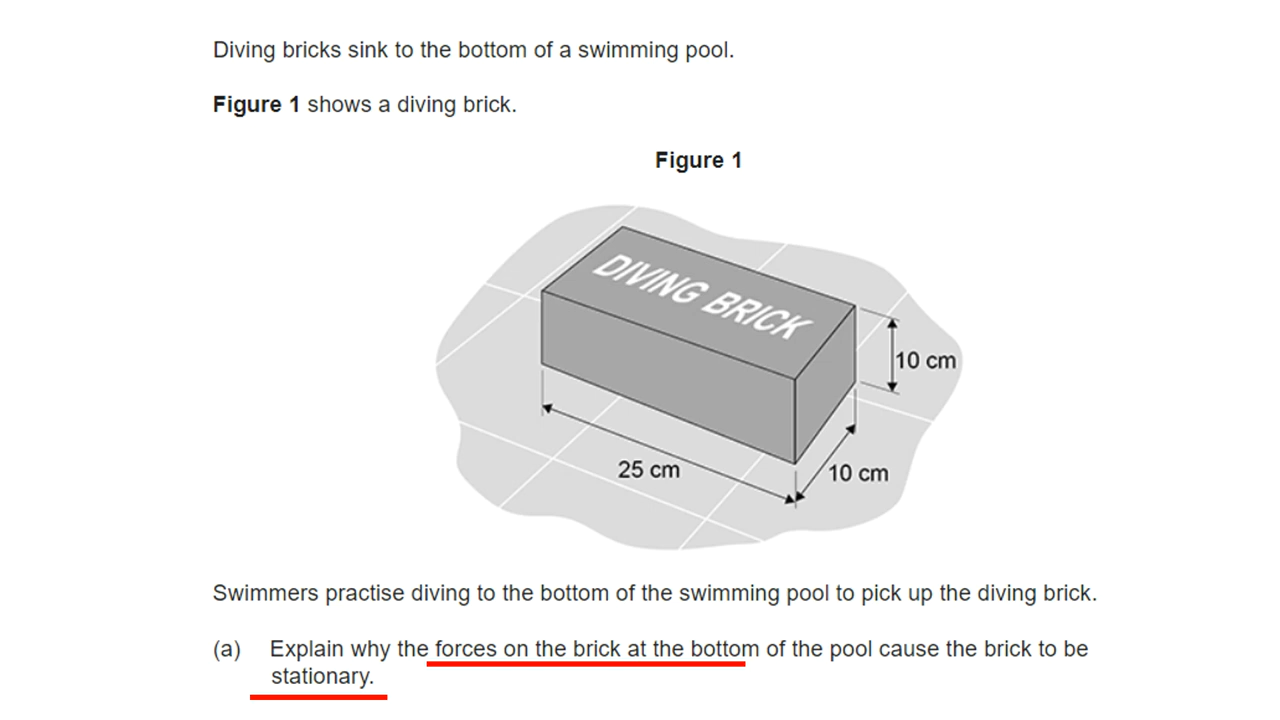 Diving bricks sink to the bottom of a swimming pool.
Figure 1 shows a diving brick.
Figure 1
DIVING BRICK
10 cm
25 cm
10 cm
Swimmers practise diving to the bottom of the swimming pool to pick up the diving brick.
(a) Explain why the forces on the brick at the bottom of the pool cause the brick to be
stationary.